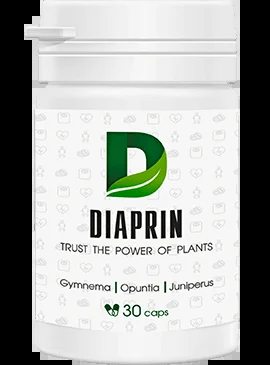 D
DIAPRIN
TRUST THE POWER OF PLANTS
Gymnema | Opuntia | Juniperus
30 caps